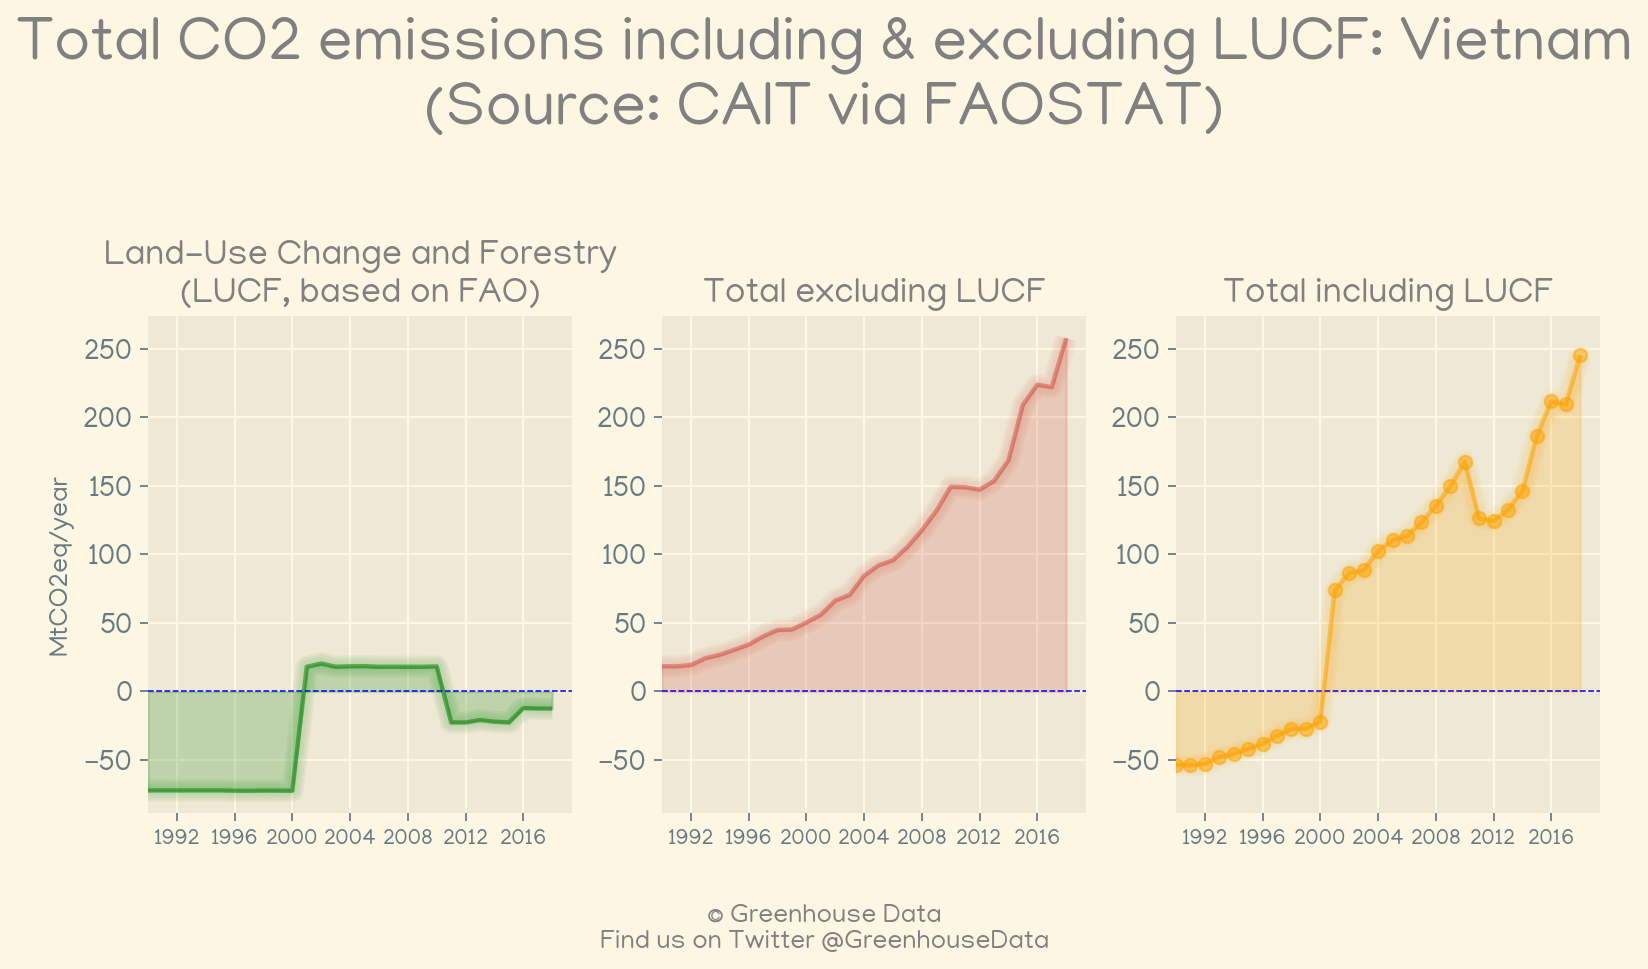 Total CO2 emissions including & excluding LUCF: Vietnam
(Source: CAIT via FAOSTAT)
Land-Use Change and Forestry
(LUCF, based on FAO)
MtCO2eq/year
250
200
150
100
50
0
−50
1992 1996 2000 2004 2008 2012 2016
Total excluding LUCF
250
200
150
100
50
0
−50
1992 1996 2000 2004 2008 2012 2016
Total including LUCF
250
200
150
100
50
0
−50
1992 1996 2000 2004 2008 2012 2016
© Greenhouse Data
Find us on Twitter @GreenhouseData